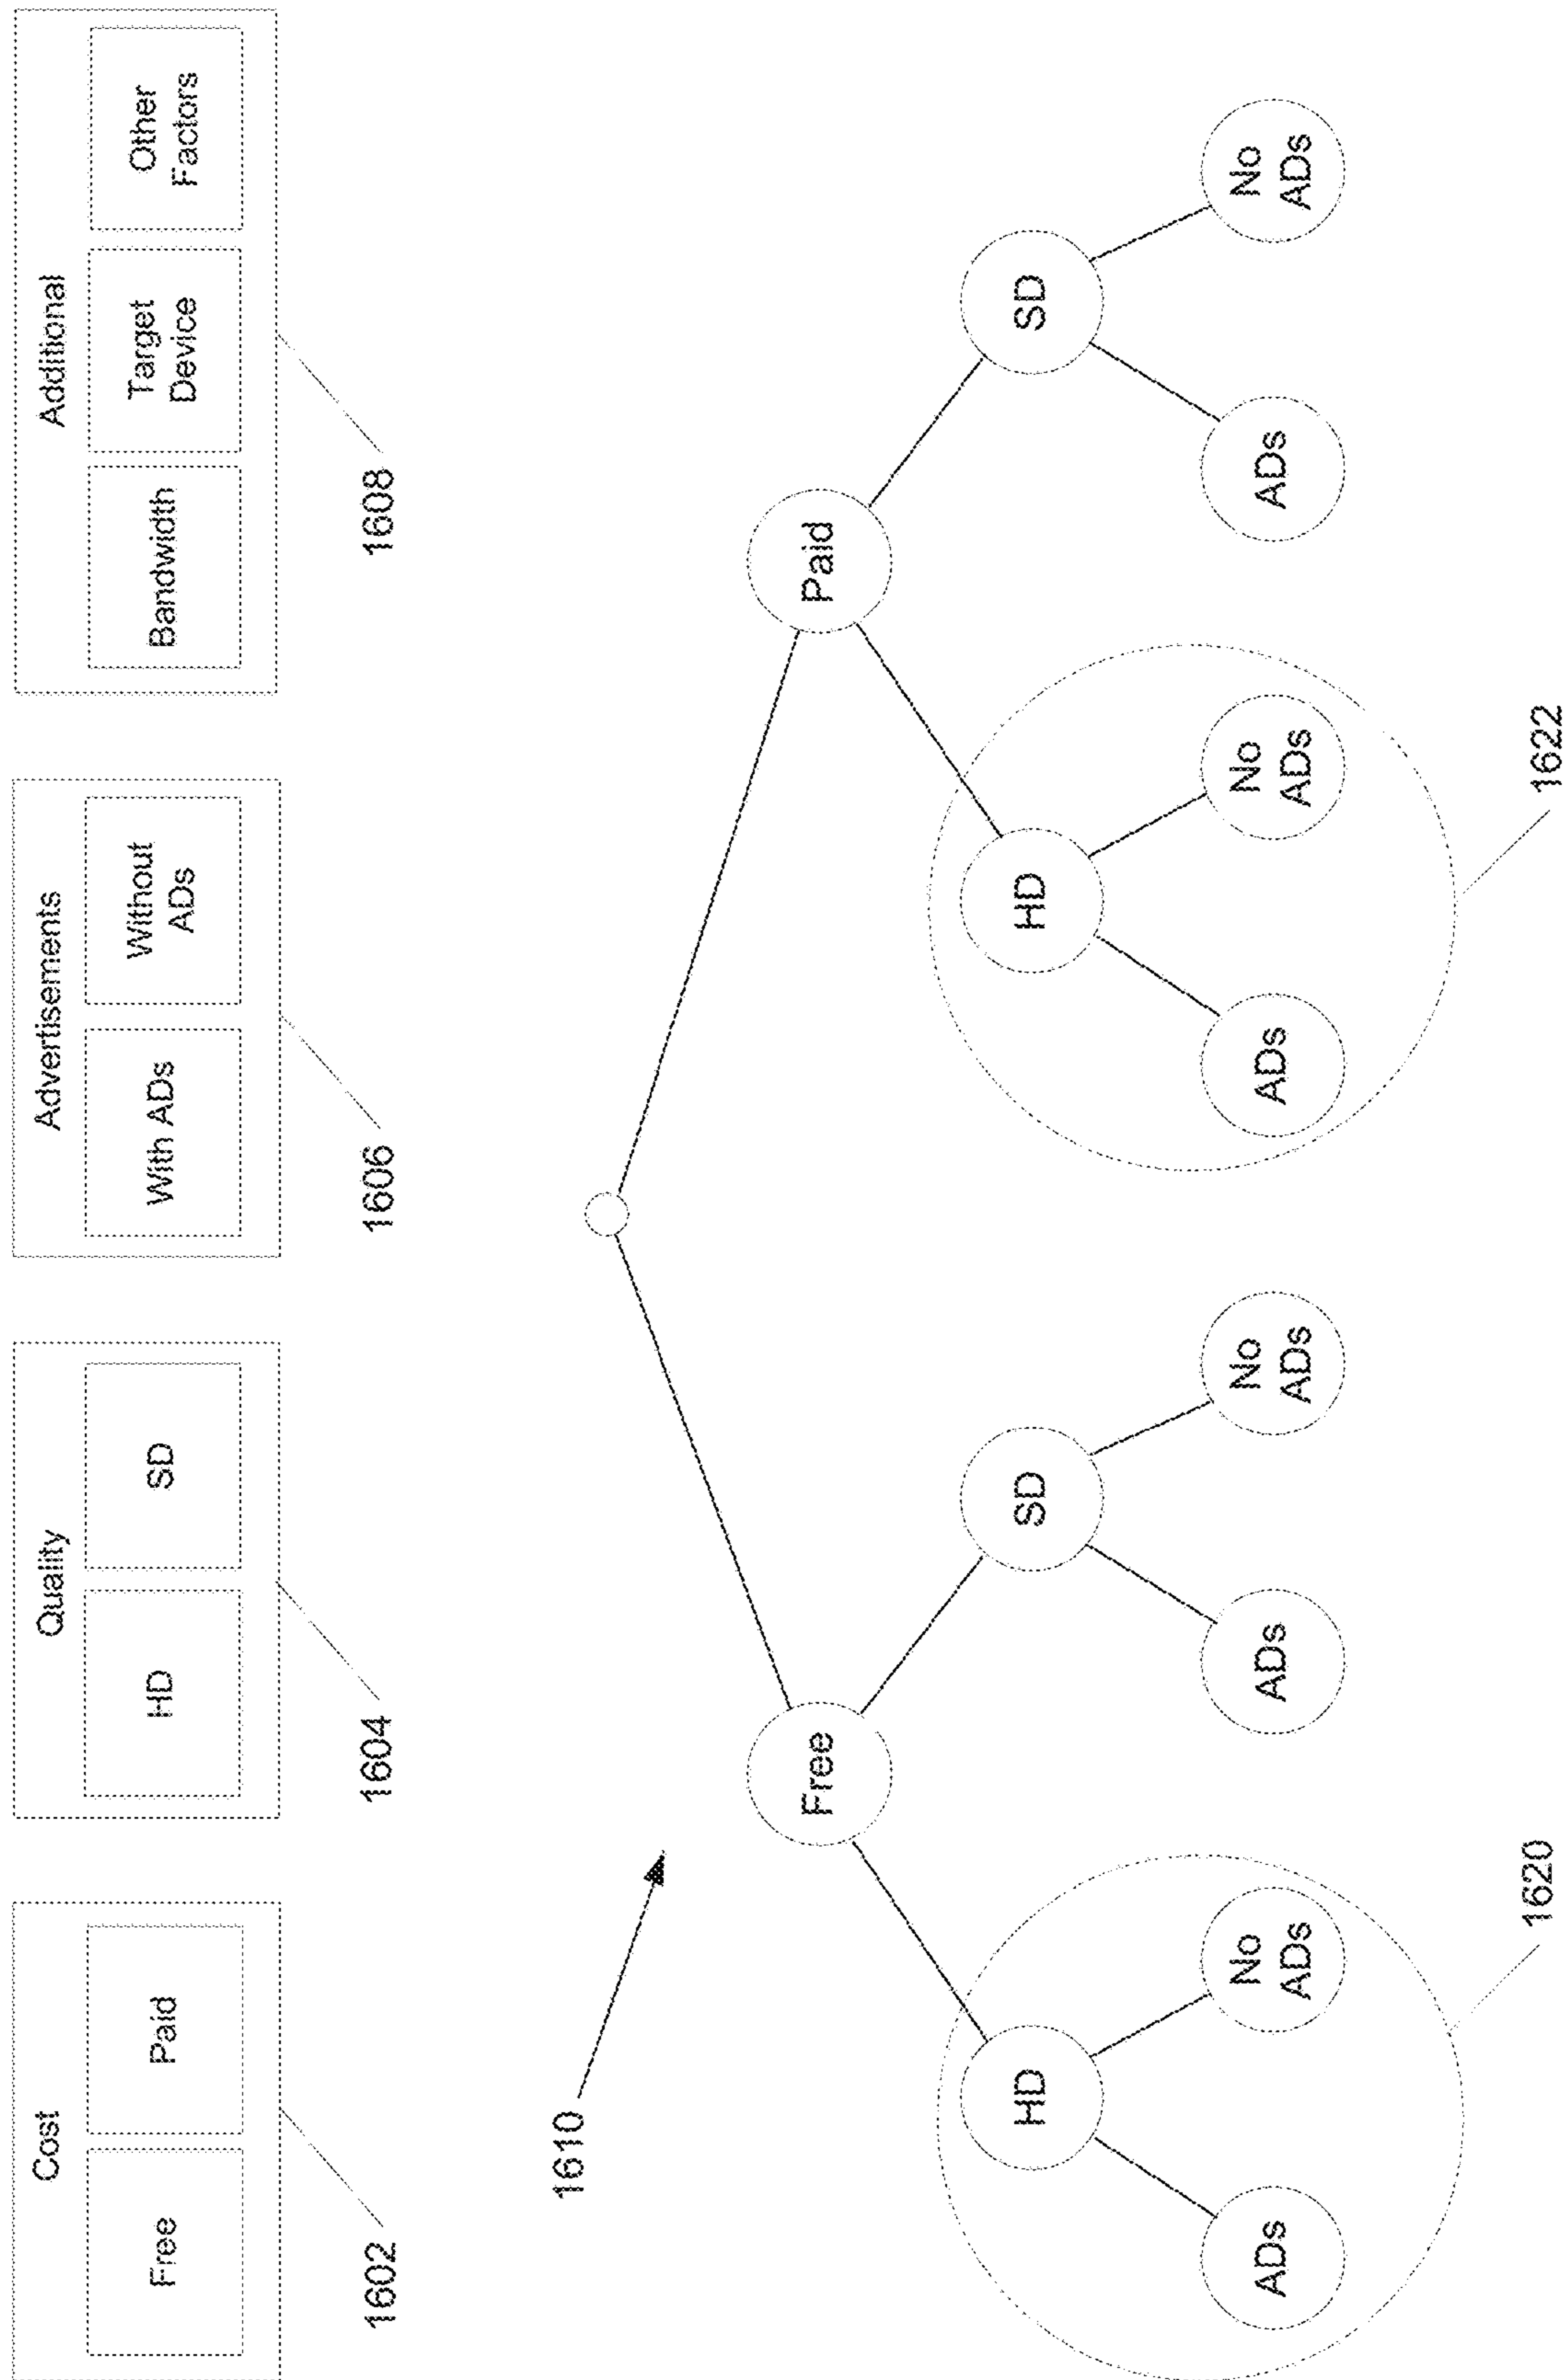 Cost
Free
Paid
1602
Quality
HD
SD
1604
Advertisements
With ADs
Without
ADs
1606
Additional
Bandwidth
Target
Device
Other
Factors
1608
1610
Free
Paid
HD
SD
HD
SD
ADs
No
ADs
ADs
No
ADs
ADs
No
ADs
ADs
No
ADs
1620
1622